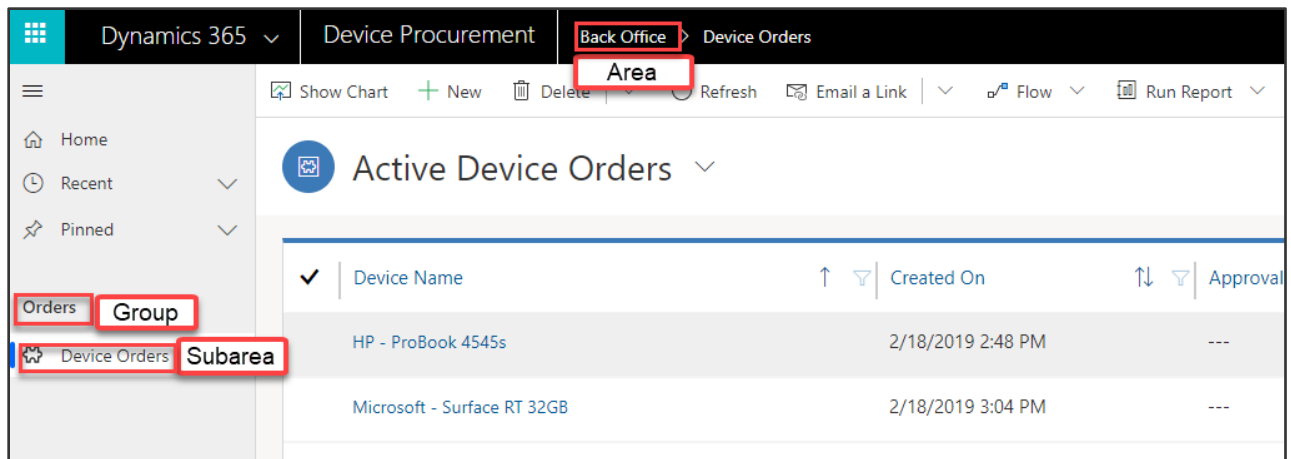 Dynamics 365 Device Procurement Back Office > Device Orders
Area
Show Chart New Delete Refresh Email a Link Flow Run Report
Home
Active Device Orders
Recent
Pinned
Device Name Created On Approval
Orders Group
HP - ProBook 4545s 2/18/2019 2:48 PM ---
Device Orders Subarea
Microsoft - Surface RT 32GB 2/18/2019 3:04 PM ---